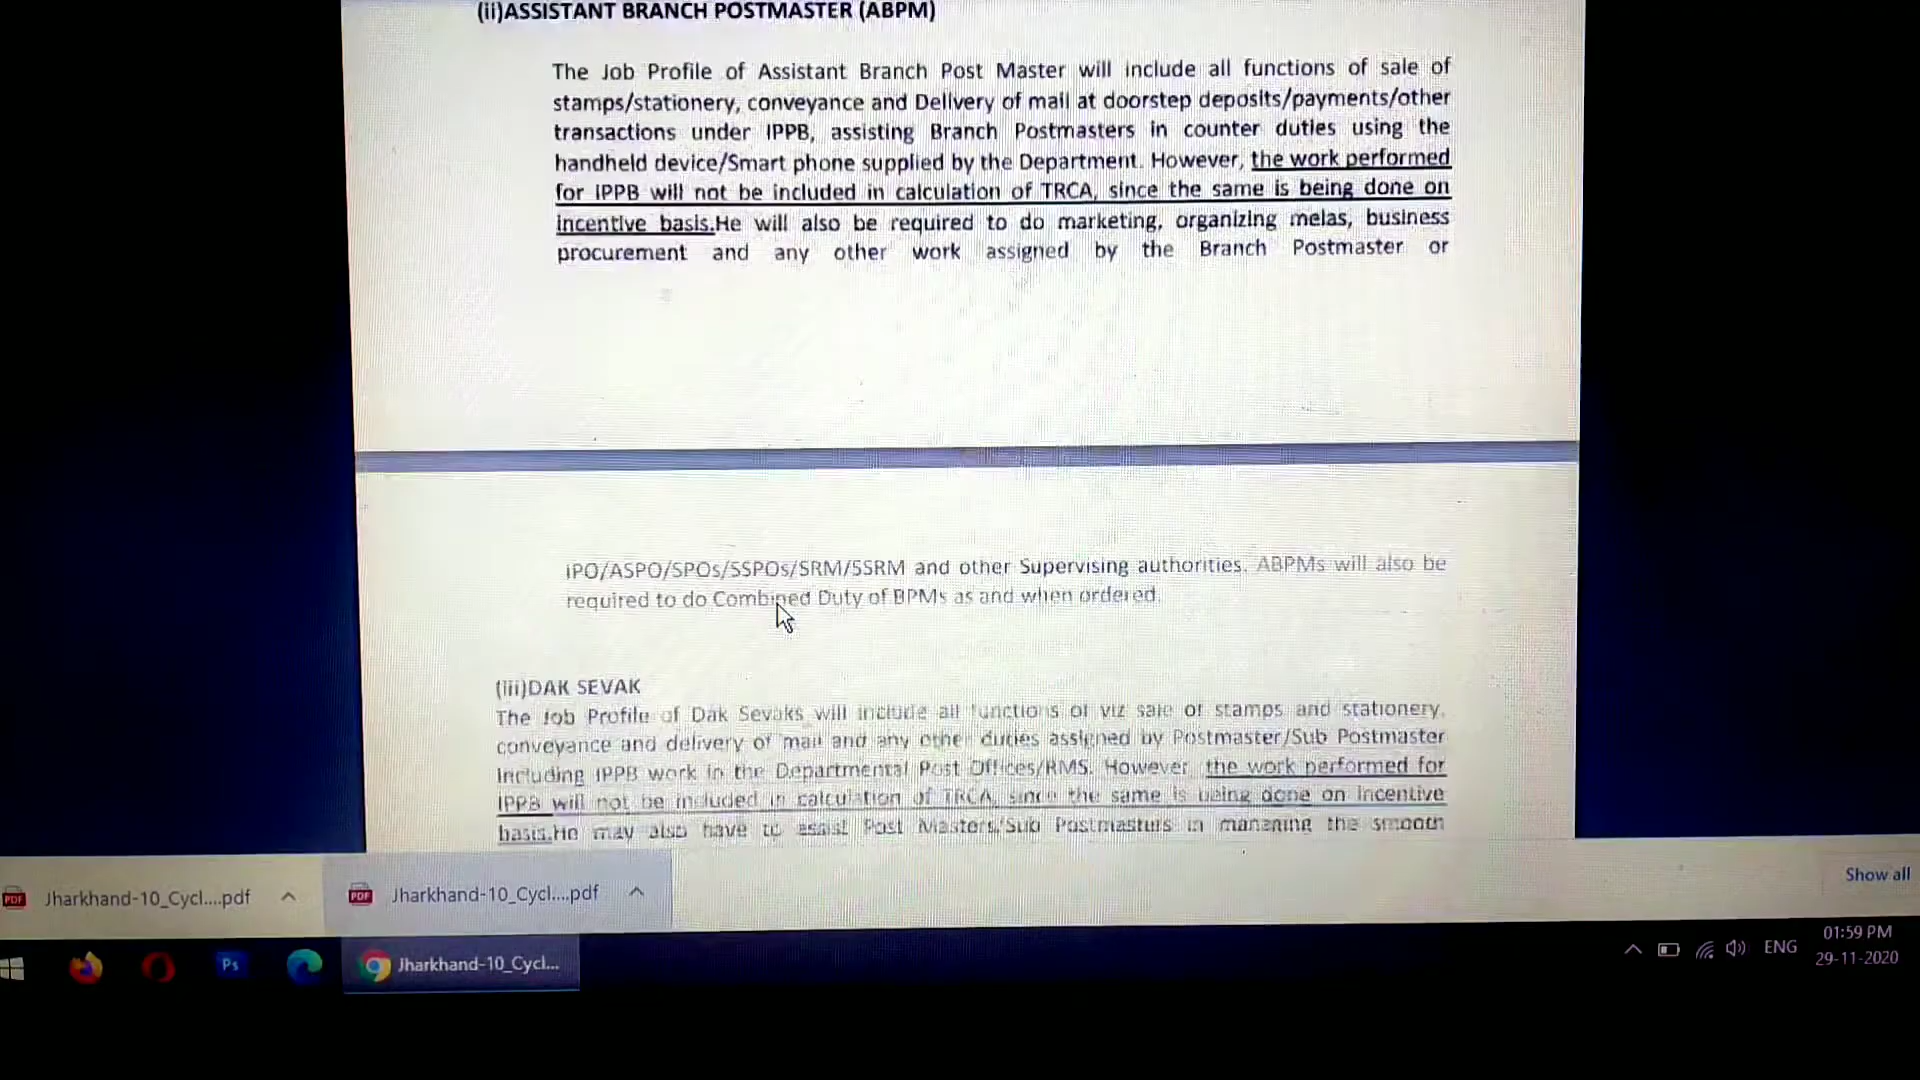 (ii)ASSISTANT BRANCH POSTMASTER (ABPM)
The Job Profile of Assistant Branch Post Master will include all functions of sale of
stamps/stationery, conveyance and Delivery of mail at doorstep deposits/payments/other
transactions under IPPB, assisting Branch Postmasters in counter duties using the
handheld device/Smart phone supplied by the Department. However, the work performed
for IPPB will not be included in calculation of TRCA, since the same is being done on
incentive basis.He will also be required to do marketing, organizing melas, business
procurement and any other work assigned by the Branch Postmaster or
IPO/ASPO/SPOs/SSPOs/SRM/SSRM and other Supervising authorities. ABPMs will also be
required to do Combined Duty of BPMs as and when ordered.
(iii)DAK SEVAK
The Job Profile of Dak Sevaks will include all functions of viz sale of stamps and stationery,
conveyance and delivery of mail and any other duties assigned by Postmaster/Sub Postmaster
including IPPB work in the Departmental Post Offices/RMS. However, the work performed for
IPPB will not be included in calculation of TRCA, since the same is being done on incentive
basis.He may also have to assist Post Masters/Sub Postmasters in managing the smooth
Jharkhand-10_Cycl....pdf
Jharkhand-10_Cycl....pdf
Show all
Ps
Jharkhand-10_Cycl...
ENG
01:59 PM
29-11-2020